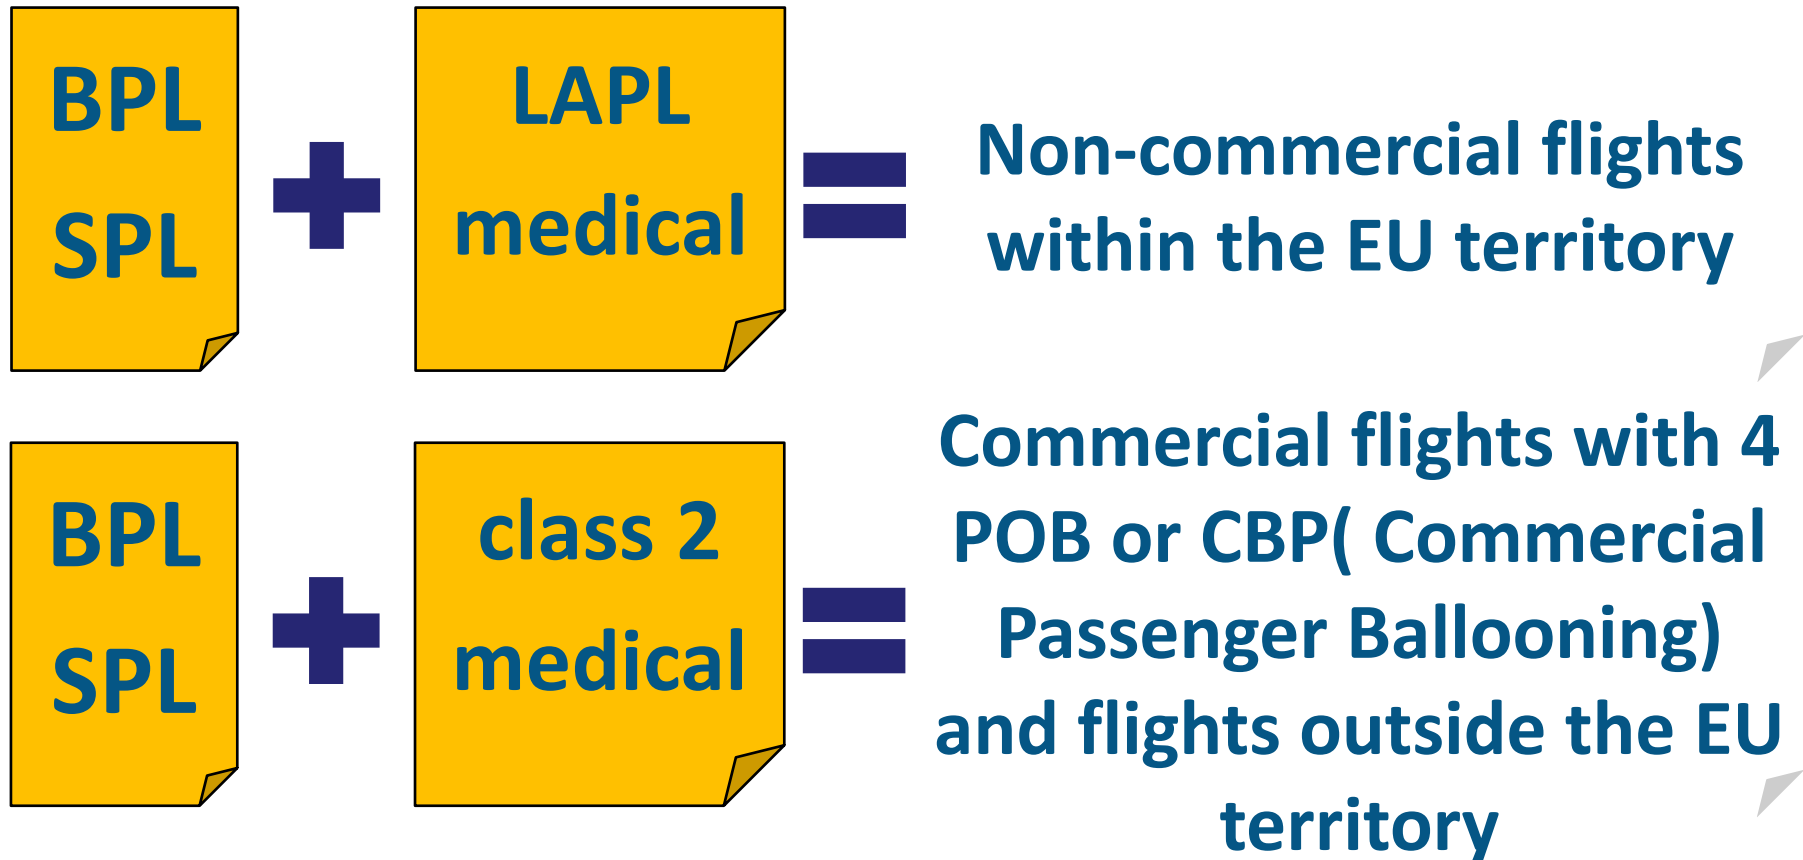 BPL
SPL
LAPL
medical
Non-commercial flights
within the EU territory
BPL
SPL
class 2
medical
Commercial flights with 4
POB or CBP( Commercial
Passenger Ballooning)
and flights outside the EU
territory